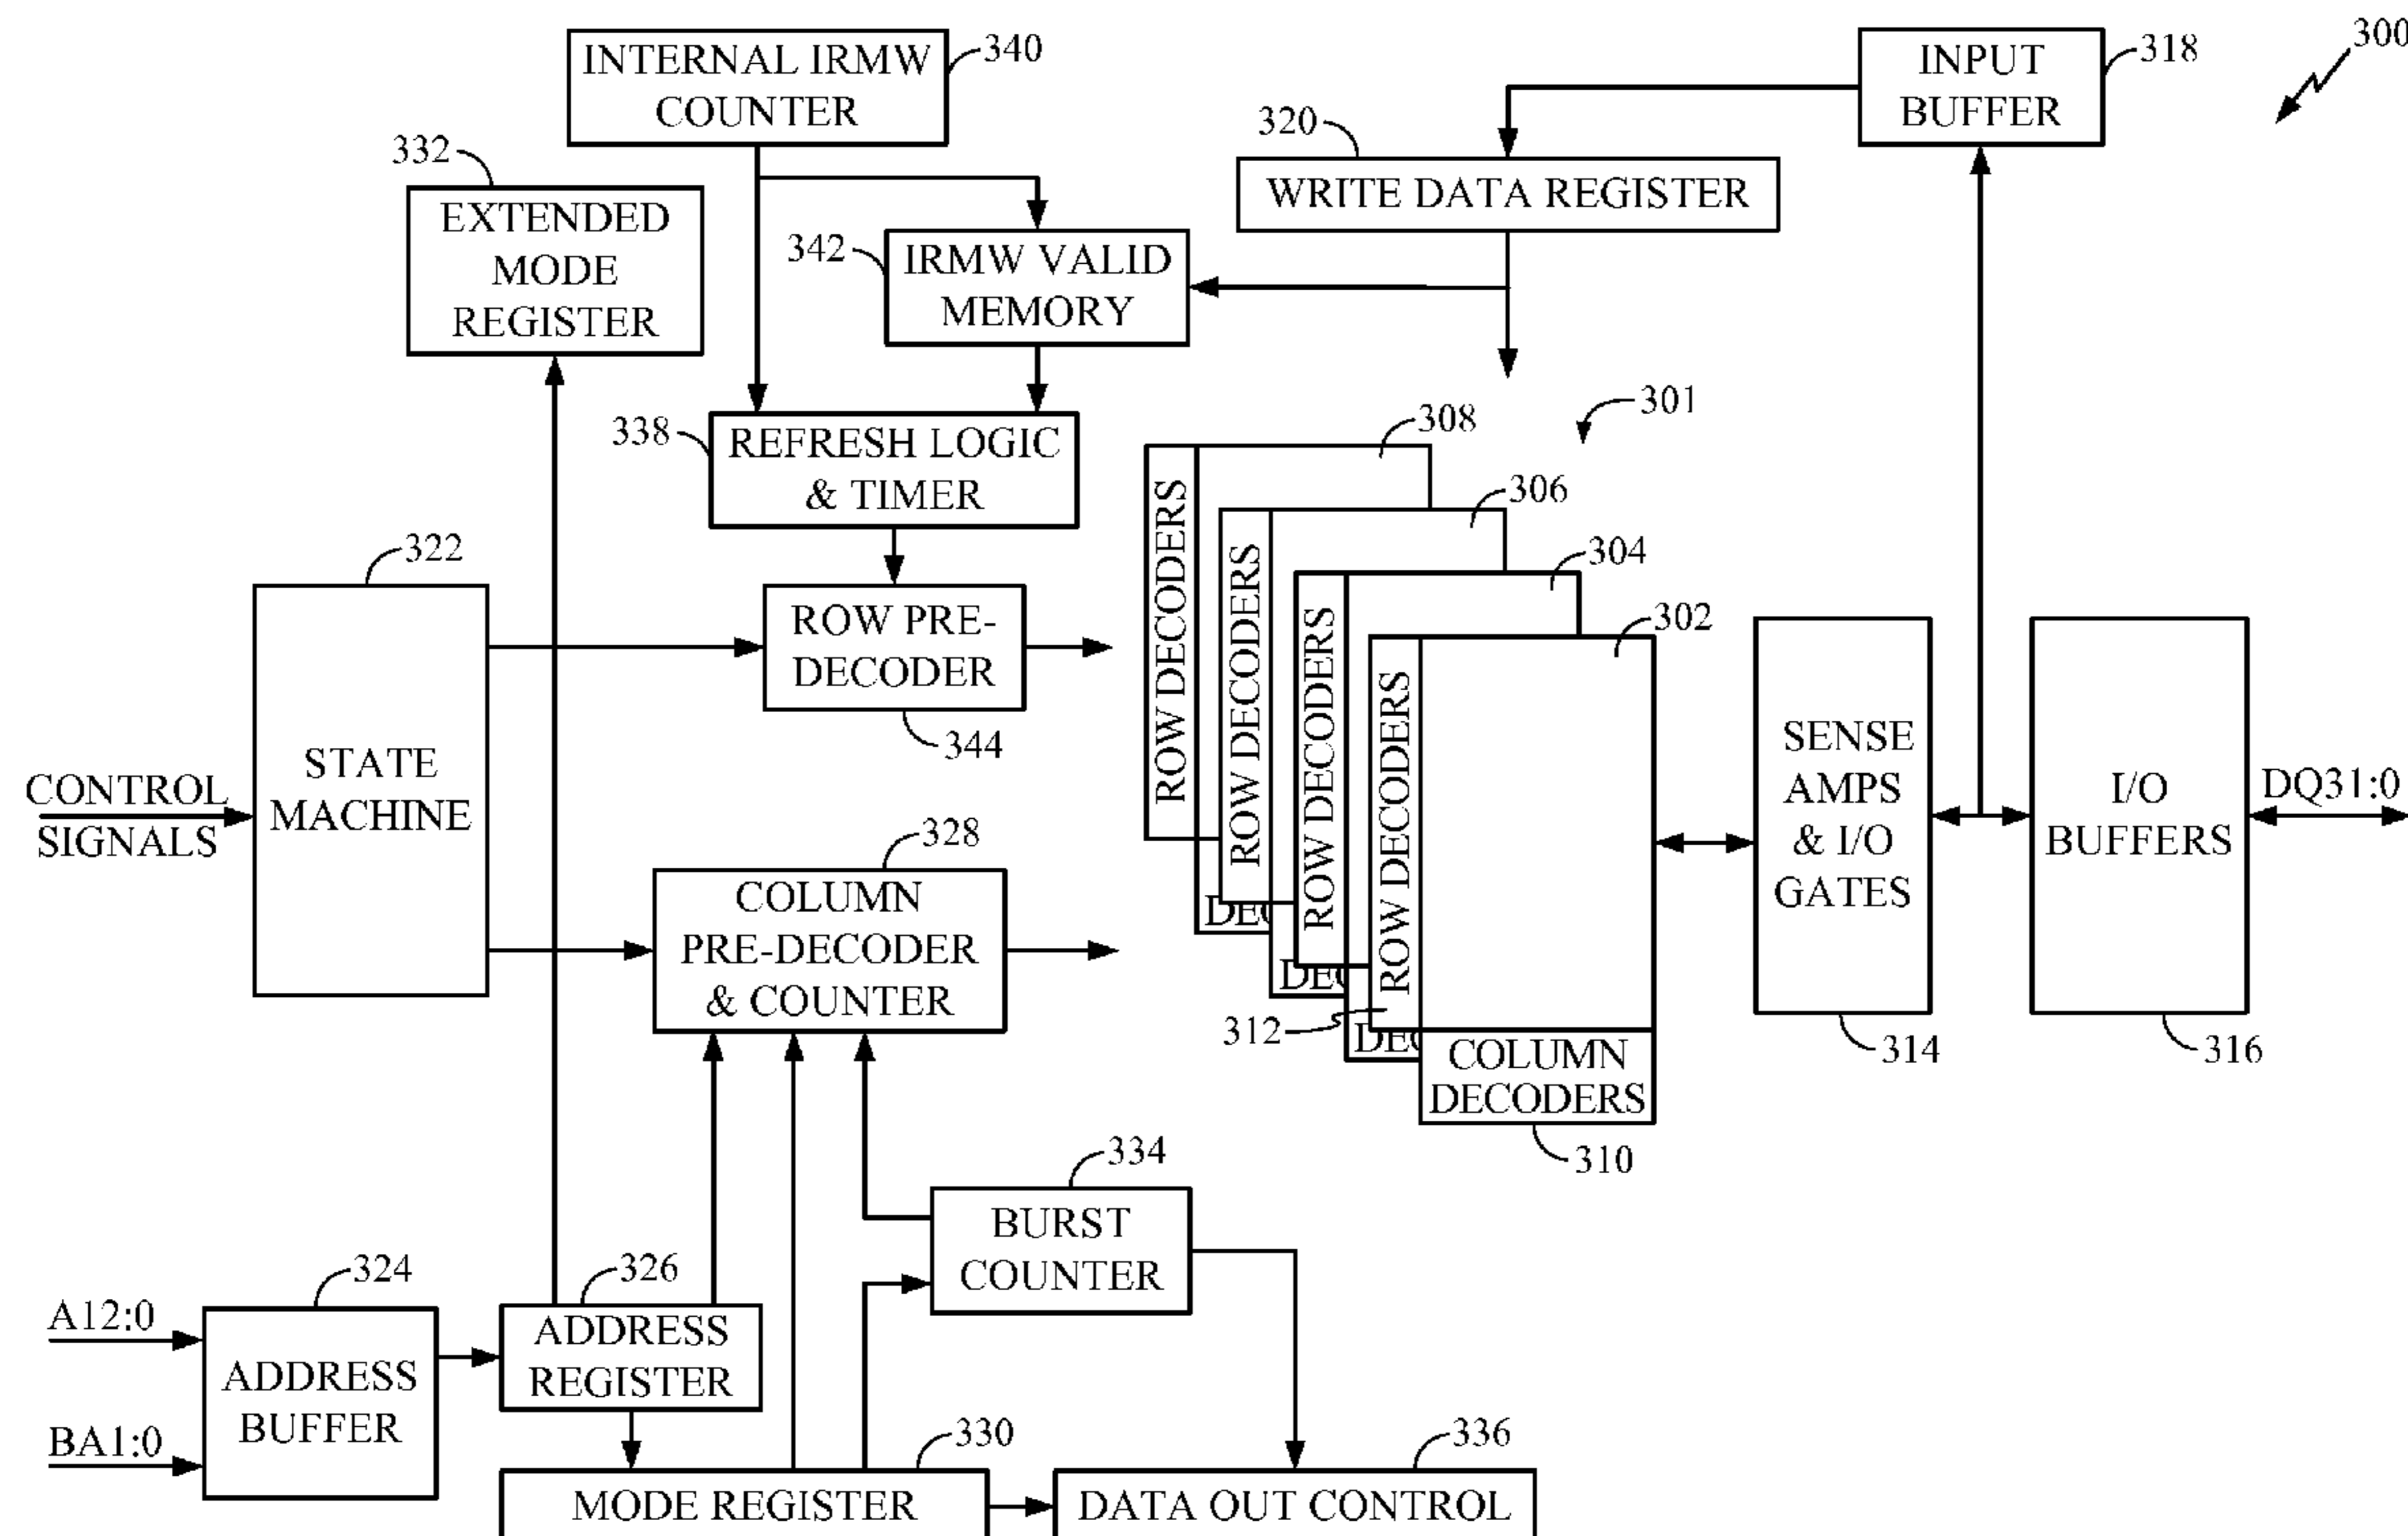 INTERNAL IRMW
COUNTER
340
INPUT
BUFFER
318
300
332
320
EXTENDED
MODE
REGISTER
WRITE DATA REGISTER
342
IRMW VALID
MEMORY
301
338
REFRESH LOGIC
& TIMER
308
306
304
302
322
ROW PRE-
DECODER
344
ROW DECODERS
ROW DECODERS
ROW DECODERS
ROW DECODERS
STATE
MACHINE
CONTROL
SIGNALS
SENSE
AMPS
& I/O
GATES
I/O
BUFFERS
DQ31:0
328
COLUMN
PRE-DECODER
& COUNTER
DEC
DEC
DEC
312
COLUMN
DECODERS
310
314
316
334
BURST
COUNTER
324
326
A12:0
BA1:0
ADDRESS
BUFFER
ADDRESS
REGISTER
330
336
MODE REGISTER
DATA OUT CONTROL